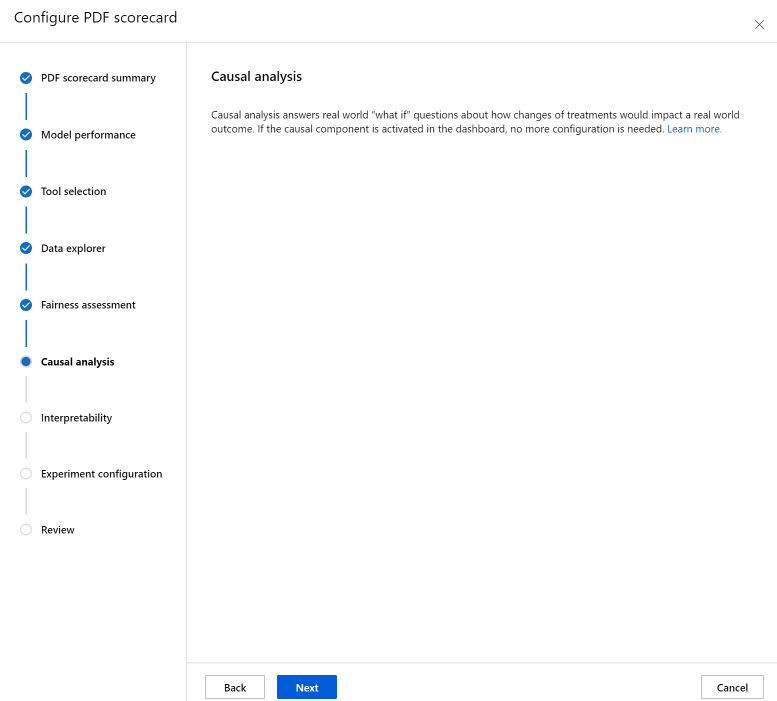 Configure PDF scorecard
PDF scorecard summary
Model performance
Tool selection
Data explorer
Fairness assessment
Causal analysis
Interpretability
Experiment configuration
Review
Causal analysis
Causal analysis answers real world "what if" questions about how changes of treatments would impact a real world
outcome. If the causal component is activated in the dashboard, no more configuration is needed. Learn more.
Back
Next
Cancel